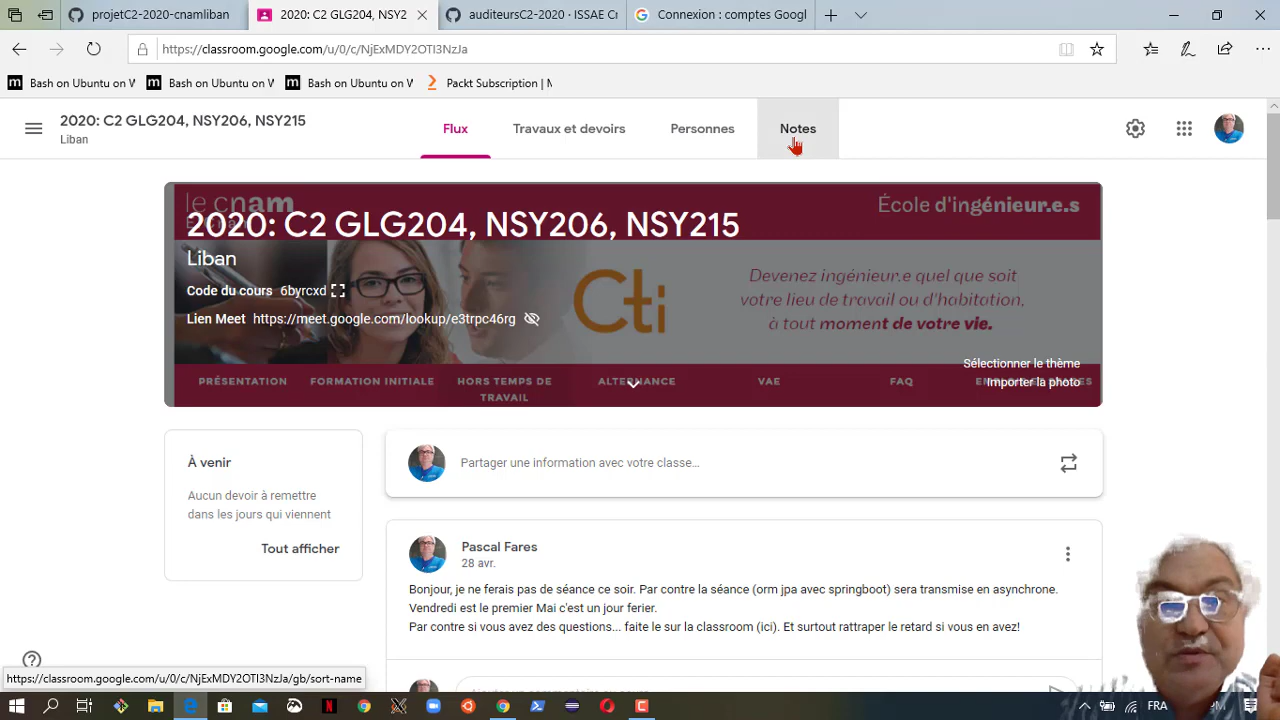 projetC2-2020 · ISSAE Cn
2020: C2 GLG204, NSY
auditeursC2-2020 · ISSAE C
Connexion : comptes Googl
https://classroom.google.com/u/0/c/NjExMDY2OTI3NzJa
Bash on Ubuntu on W
Bash on Ubuntu on W
Bash on Ubuntu on W
Packt Subscription | N
2020: C2 GLG204, NSY206, NSY215
Liban
Flux
Travaux et devoirs
Personnes
Notes
le cnam
École d'ingénieur.e.s
2020: C2 GLG204, NSY206, NSY215
Liban
Code du cours 6byrcxd
Lien Meet https://meet.google.com/lookup/e3trpc46rg
Cti
Devenez ingénieur.e quel que soit
votre lieu de travail ou d'habitation,
à tout moment de votre vie.
Sélectionner le thème
Importer la photo
PRÉSENTATION
FORMATION INITIALE
HORS TEMPS DE
TRAVAIL
ALTERNANCE
VAE
FAQ
À venir
Aucun devoir à remettre
dans les jours qui viennent
Tout afficher
Partager une information avec votre classe…
Pascal Fares
28 avr.
Bonjour, je ne ferais pas de séance ce soir. Par contre la séance (orm jpa avec springboot) sera transmise en asynchrone.
Vendredi est le premier Mai c'est un jour ferier.
Par contre si vous avez des questions... faite le sur la classroom (ici). Et surtout rattraper le retard si vous en avez!
Ajoutez un commentaire au cours
https://classroom.google.com/u/0/c/NjExMDY2OTI3NzJa/gb/sort-name
FRA